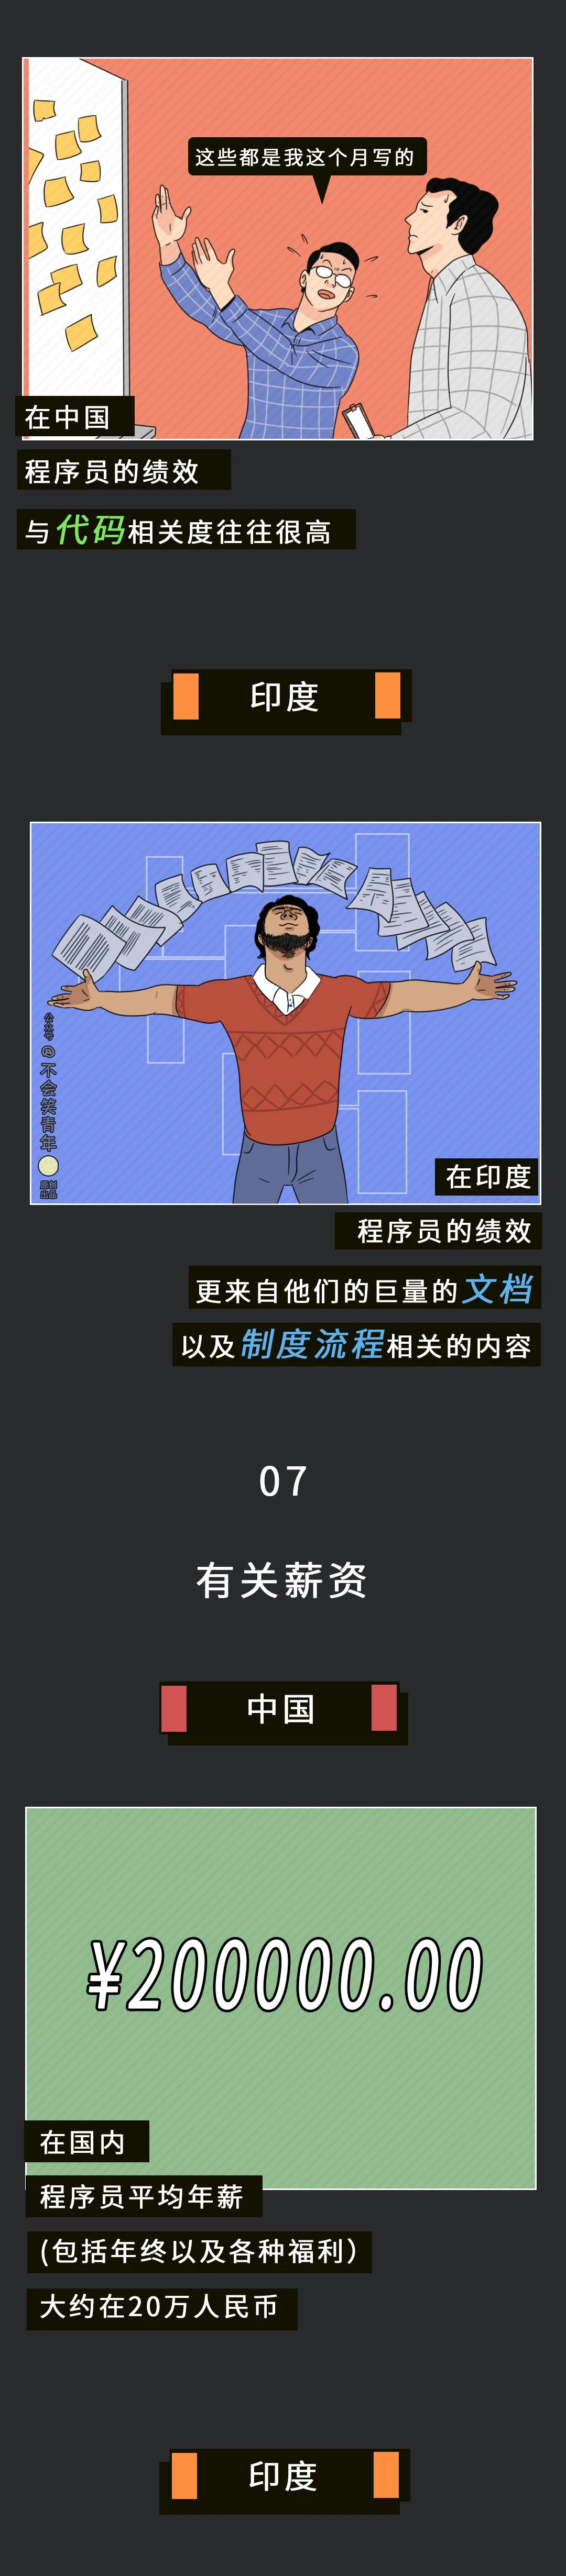 这些都是我这个月写的
在中国
程序员的绩效
与代码相关度往往很高
印度
公众号@不会笑青年
原创出品
在印度
程序员的绩效
更来自他们的巨量的文档
以及制度流程相关的内容
07
有关薪资
中国
¥200000.00
在国内
程序员平均年薪
(包括年终以及各种福利)
大约在20万人民币
印度